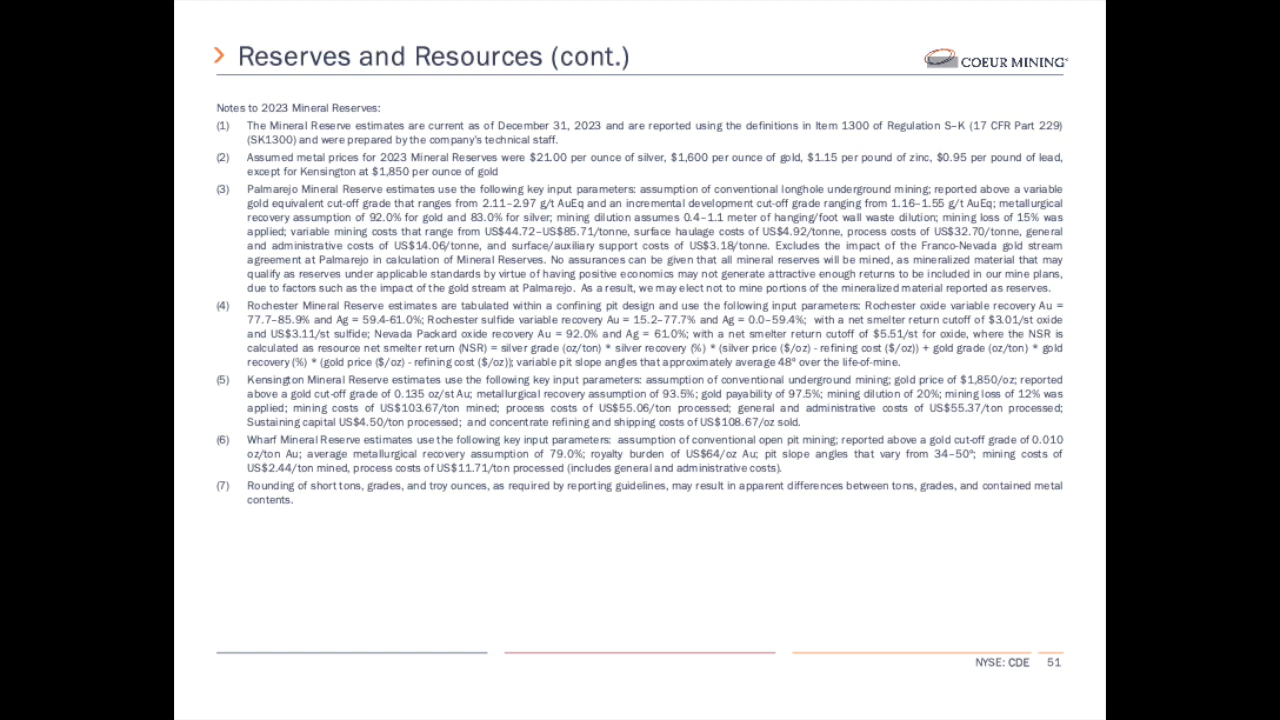 Reserves and Resources (cont.)
COEUR MINING
Notes to 2023 Mineral Reserves:
(1) The Mineral Reserve estimates are current as of December 31, 2023 and are reported using the definitions in Item 1300 of Regulation S–K (17 CFR Part 229)
(SK1300) and were prepared by the company's technical staff.
(2) Assumed metal prices for 2023 Mineral Reserves were $21.00 per ounce of silver, $1,600 per ounce of gold, $1.15 per pound of zinc, $0.95 per pound of lead,
except for Kensington at $1,850 per ounce of gold
(3) Palmarejo Mineral Reserve estimates use the following key input parameters: assumption of conventional longhole underground mining; reported above a variable
gold equivalent cut-off grade that ranges from 2.11–2.97 g/t AuEq and an incremental development cut-off grade ranging from 1.16–1.55 g/t AuEq; metallurgical
recovery assumption of 92.0% for gold and 83.0% for silver; mining dilution assumes 0.4–1.1 meter of hanging/foot wall waste dilution; mining loss of 15% was
applied; variable mining costs that range from US$44.72–US$85.71/tonne, surface haulage costs of US$4.92/tonne, process costs of US$32.70/tonne, general
and administrative costs of US$14.06/tonne, and surface/auxiliary support costs of US$3.18/tonne. Excludes the impact of the Franco-Nevada gold stream
agreement at Palmarejo in calculation of Mineral Reserves. No assurances can be given that all mineral reserves will be mined, as mineralized material that may
qualify as reserves under applicable standards by virtue of having positive economics may not generate attractive enough returns to be included in our mine plans,
due to factors such as the impact of the gold stream at Palmarejo. As a result, we may elect not to mine portions of the mineralized material reported as reserves.
(4) Rochester Mineral Reserve estimates are tabulated within a confining pit design and use the following input parameters: Rochester oxide variable recovery Au =
77.7–85.9% and Ag = 59.4-61.0%; Rochester sulfide variable recovery Au = 15.2–77.7% and Ag = 0.0–59.4%; with a net smelter return cutoff of $3.01/st oxide
and US$3.11/st sulfide; Nevada Packard oxide recovery Au = 92.0% and Ag = 61.0%; with a net smelter return cutoff of $5.51/st for oxide, where the NSR is
calculated as resource net smelter return (NSR) = silver grade (oz/ton) * silver recovery (%) * (silver price ($/oz) - refining cost ($/oz)) + gold grade (oz/ton) * gold
recovery (%) * (gold price ($/oz) - refining cost ($/oz)); variable pit slope angles that approximately average 48° over the life-of-mine.
(5) Kensington Mineral Reserve estimates use the following key input parameters: assumption of conventional underground mining; gold price of $1,850/oz; reported
above a gold cut-off grade of 0.135 oz/st Au; metallurgical recovery assumption of 93.5%; gold payability of 97.5%; mining dilution of 20%; mining loss of 12% was
applied; mining costs of US$103.67/ton mined; process costs of US$55.06/ton processed; general and administrative costs of US$55.37/ton processed;
Sustaining capital US$4.50/ton processed; and concentrate refining and shipping costs of US$108.67/oz sold.
(6) Wharf Mineral Reserve estimates use the following key input parameters: assumption of conventional open pit mining; reported above a gold cut-off grade of 0.010
oz/ton Au; average metallurgical recovery assumption of 79.0%; royalty burden of US$64/oz Au; pit slope angles that vary from 34–50°; mining costs of
US$2.44/ton mined, process costs of US$11.71/ton processed (includes general and administrative costs).
(7) Rounding of short tons, grades, and troy ounces, as required by reporting guidelines, may result in apparent differences between tons, grades, and contained metal
contents.
NYSE: CDE 51